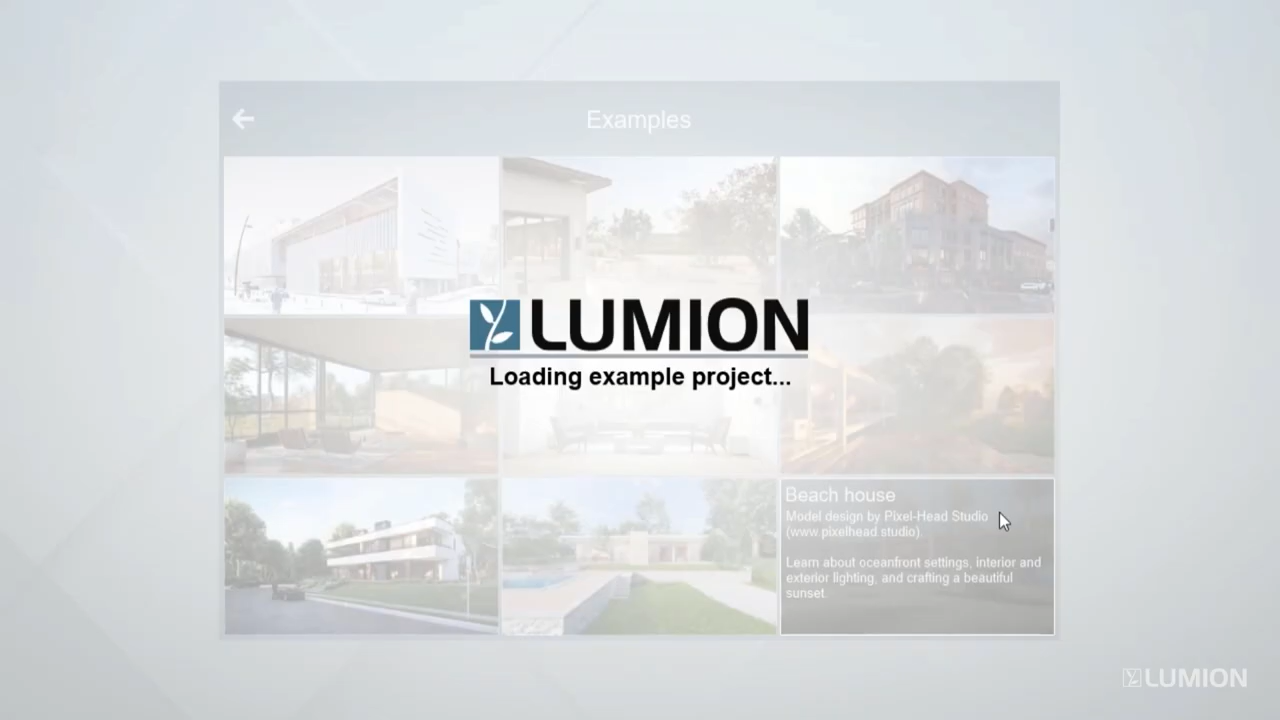 Examples
LUMION
Loading example project...
Beach house
Model design by Pixel-Head Studio
(www.pixelhead.studio).
Learn about oceanfront settings, interior and
exterior lighting, and crafting a beautiful
sunset.
LUMION